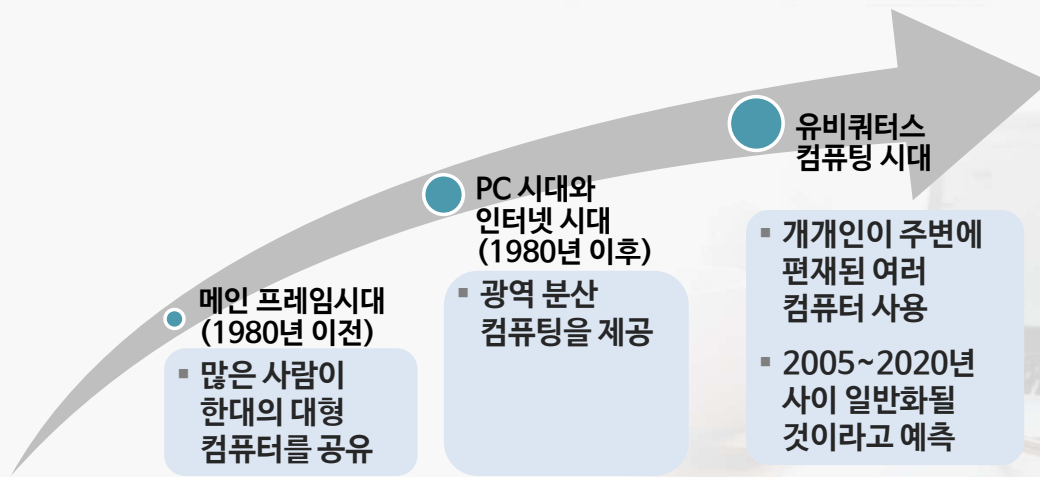 메인 프레임시대
(1980년 이전)
▪ 많은 사람이
한대의 대형
컴퓨터를 공유
PC 시대와
인터넷 시대
(1980년 이후)
▪ 광역 분산
컴퓨팅을 제공
유비쿼터스
컴퓨팅 시대
▪ 개개인이 주변에
편재된 여러
컴퓨터 사용
▪ 2005~2020년
사이 일반화될
것이라고 예측